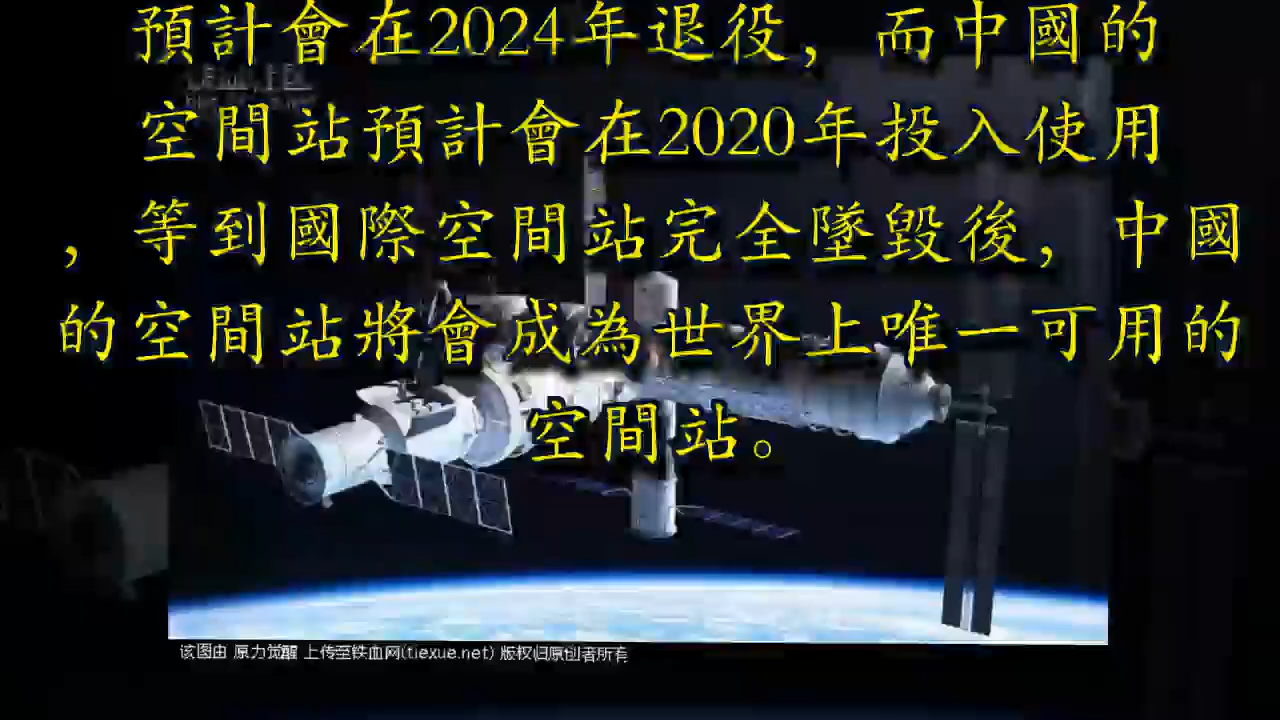 預計會在2024年退役，而中國的
空間站預計會在2020年投入使用
，等到國際空間站完全墜毀後，中國
的空間站將會成為世界上唯一可用的
空間站。
该图由 原力觉醒 上传至铁血网(tiexue.net) 版权归原创者所有